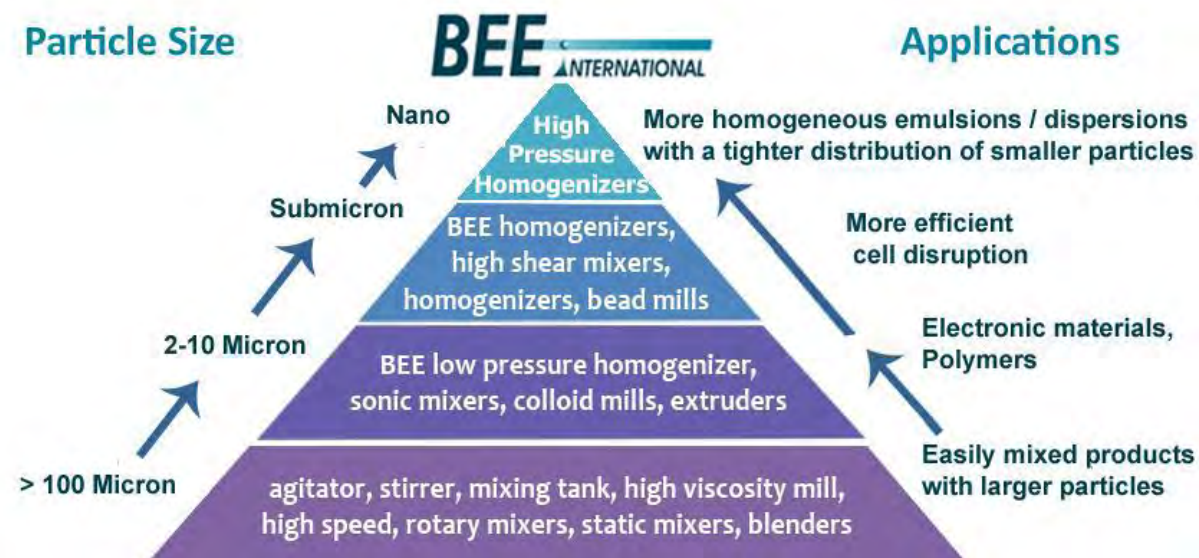 Particle Size
BEE
INTERNATIONAL
Applications
Nano
Submicron
2-10 Micron
> 100 Micron
High
Pressure
Homogenizers
BEE homogenizers,
high shear mixers,
homogenizers, bead mills
BEE low pressure homogenizer,
sonic mixers, colloid mills, extruders
agitator, stirrer, mixing tank, high viscosity mill,
high speed, rotary mixers, static mixers, blenders
More homogeneous emulsions / dispersions
with a tighter distribution of smaller particles
More efficient
cell disruption
Electronic materials,
Polymers
Easily mixed products
with larger particles